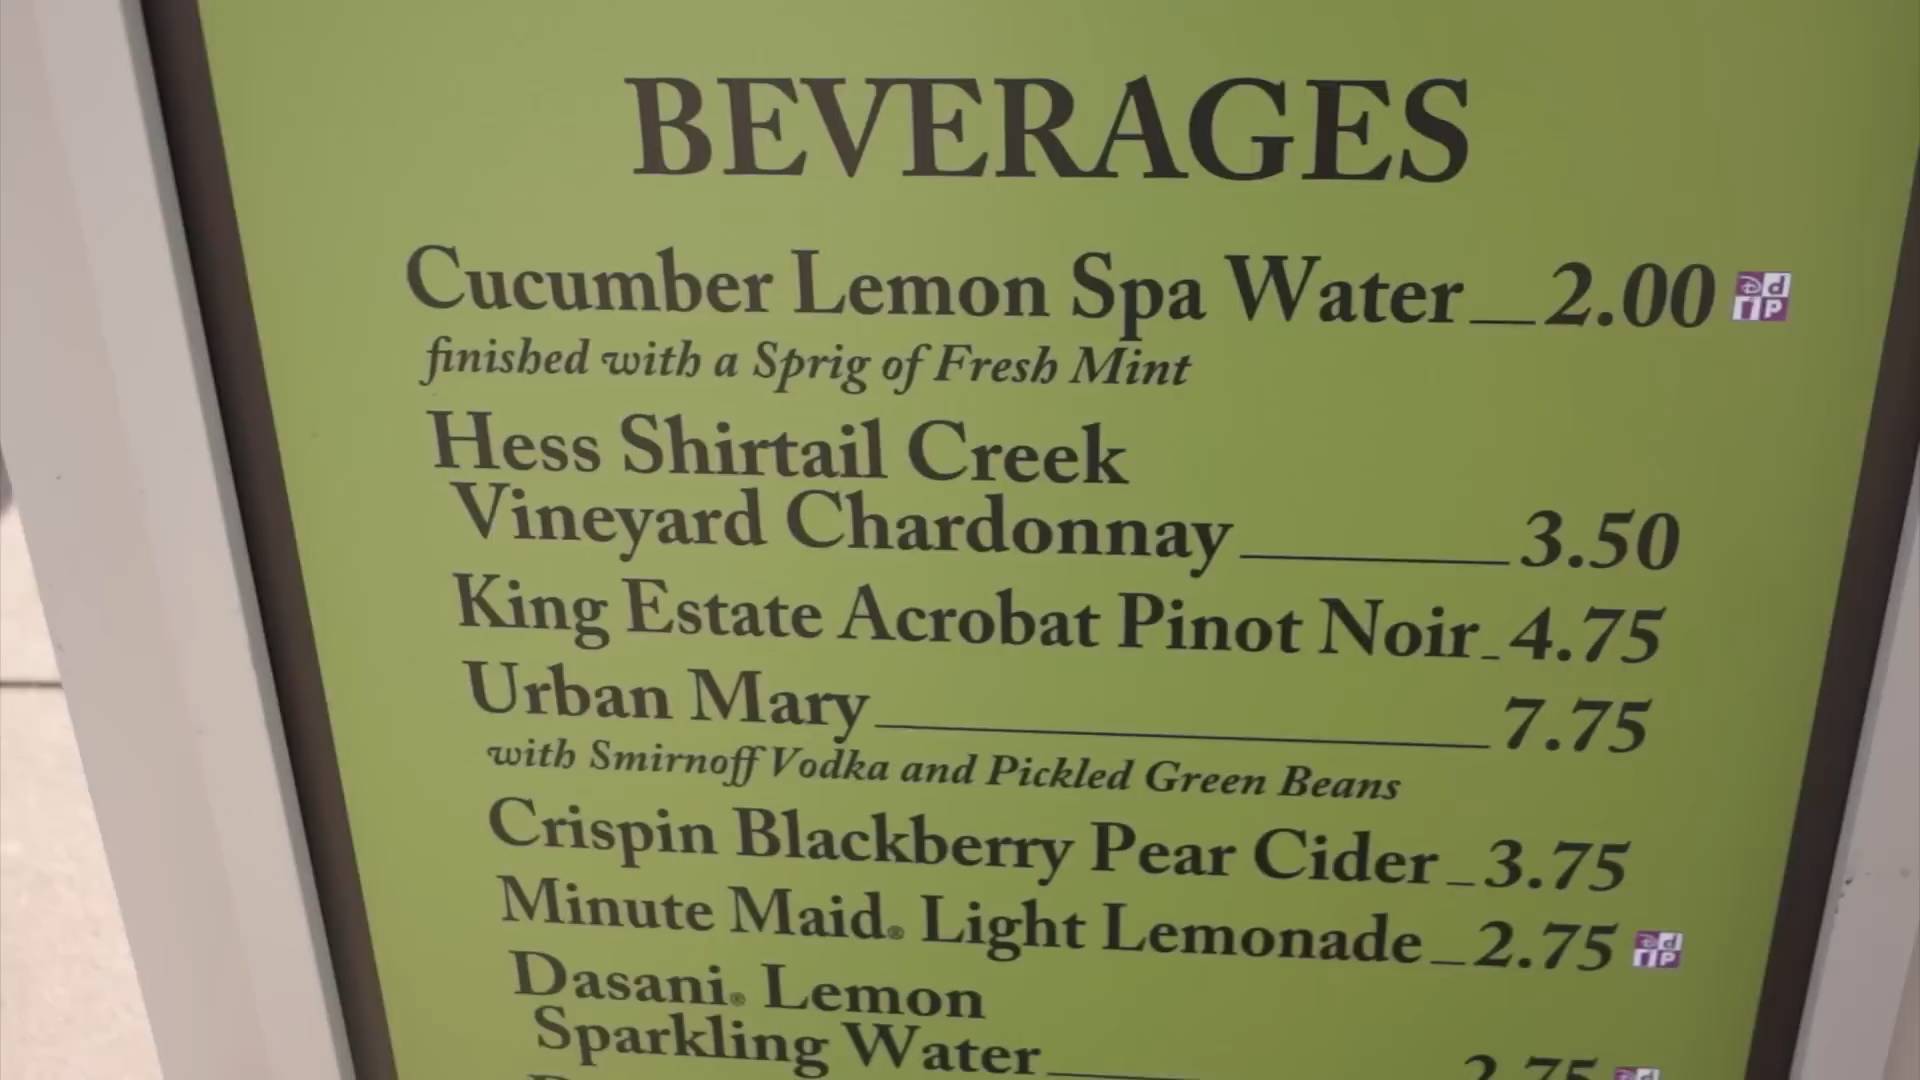 BEVERAGES
Cucumber Lemon Spa Water 2.00
finished with a Sprig of Fresh Mint
Hess Shirtail Creek
Vineyard Chardonnay 3.50
King Estate Acrobat Pinot Noir 4.75
Urban Mary 7.75
with Smirnoff Vodka and Pickled Green Beans
Crispin Blackberry Pear Cider 3.75
Minute Maid® Light Lemonade 2.75
Dasani® Lemon
Sparkling Water 2.75